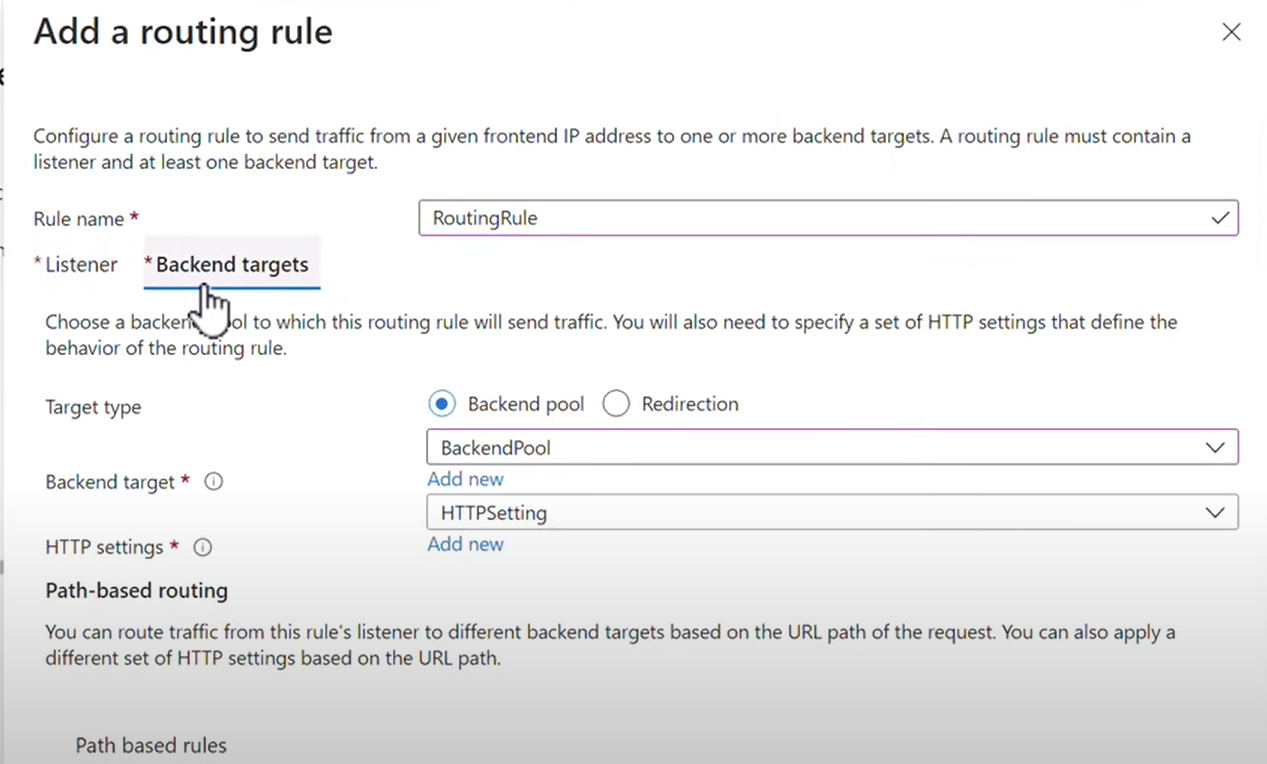 Add a routing rule
Configure a routing rule to send traffic from a given frontend IP address to one or more backend targets. A routing rule must contain a
listener and at least one backend target.
Rule name *
RoutingRule
* Listener
* Backend targets
Choose a backen ol to which this routing rule will send traffic. You will also need to specify a set of HTTP settings that define the
behavior of the routing rule.
Target type
Backend pool
Redirection
BackendPool
Backend target *
Add new
HTTPSetting
HTTP settings *
Add new
Path-based routing
You can route traffic from this rule's listener to different backend targets based on the URL path of the request. You can also apply a
different set of HTTP settings based on the URL path.
Path based rules